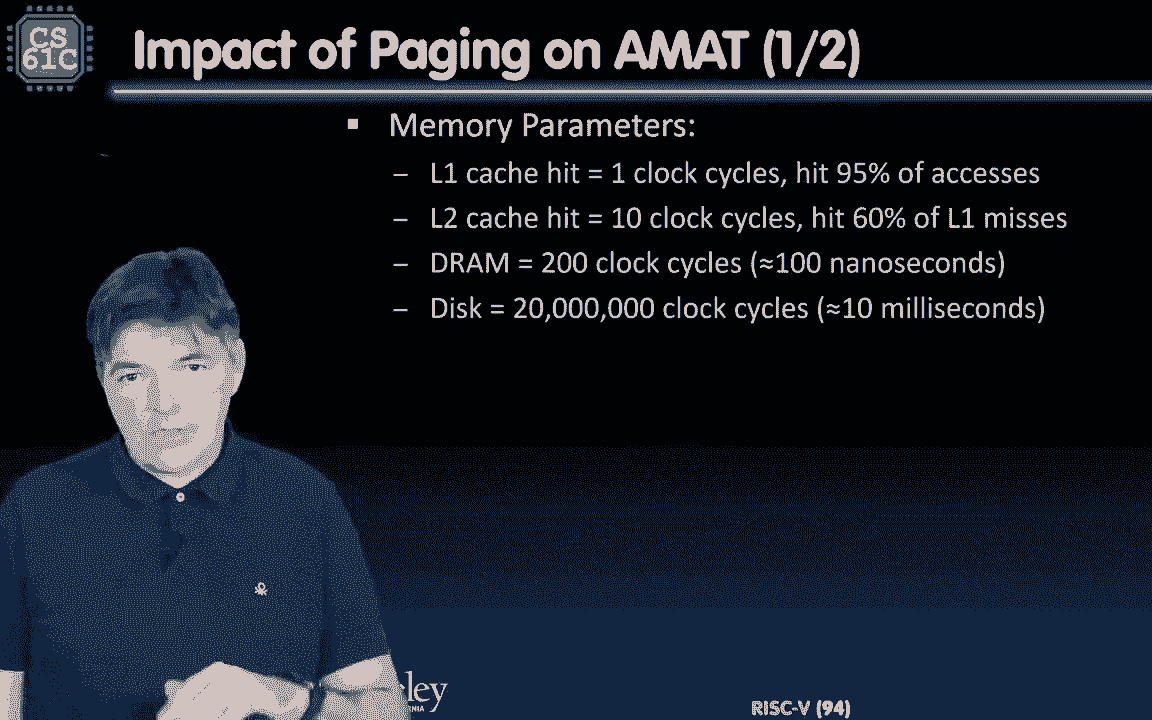 CS
61C
Impact of Paging on AMAT (1/2)
▪ Memory Parameters:
– L1 cache hit = 1 clock cycles, hit 95% of accesses
– L2 cache hit = 10 clock cycles, hit 60% of L1 misses
– DRAM = 200 clock cycles (≈100 nanoseconds)
– Disk = 20,000,000 clock cycles (≈10 milliseconds)
RISC-V (94)